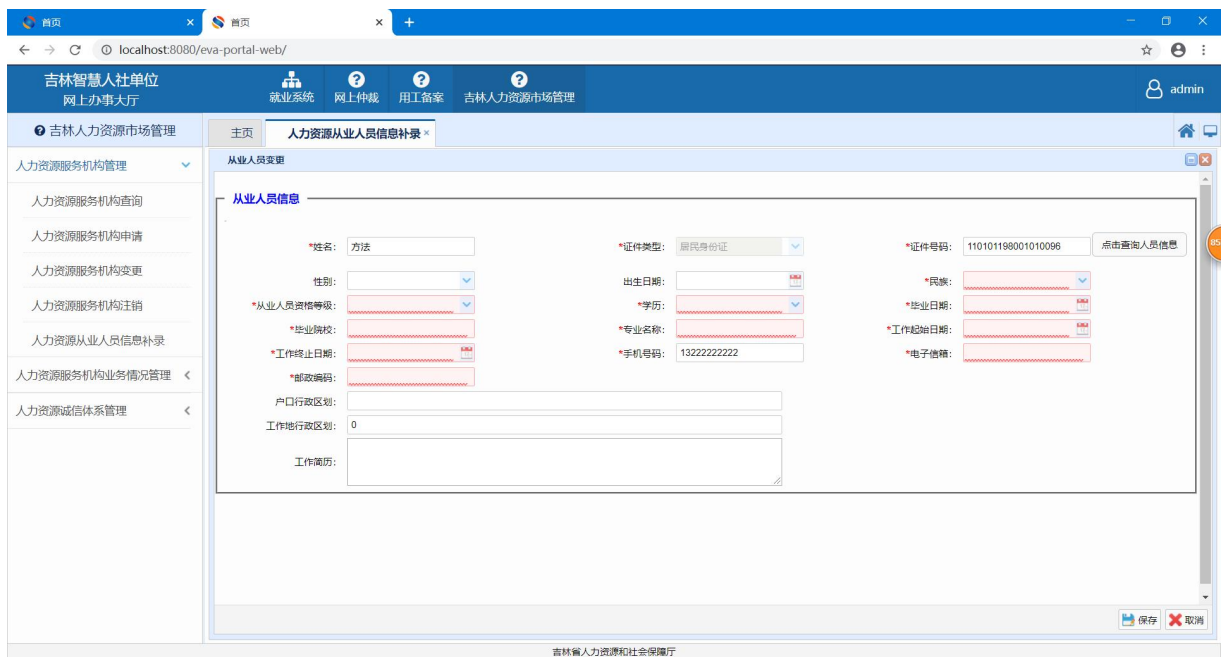 首页
首页
localhost:8080/eva-portal-web/
吉林智慧人社单位
网上办事大厅
就业系统 网上仲裁 用工备案 吉林人力资源市场管理
admin
吉林人力资源市场管理
主页 人力资源从业人员信息补录
人力资源服务机构管理
人力资源服务机构查询
人力资源服务机构申请
人力资源服务机构变更
人力资源服务机构注销
人力资源从业人员信息补录
人力资源服务机构业务情况管理
人力资源诚信体系管理
从业人员变更
从业人员信息
*姓名: 方法 *证件类型: 居民身份证 *证件号码: 110101198001010096 点击查询人员信息
85
性别: 出生日期: *民族:
*从业人员资格等级: *学历: *毕业日期:
*毕业院校: *专业名称: *工作起始日期:
*工作终止日期: *手机号码: 13222222222 *电子信箱:
*邮政编码:
户口行政区划:
工作地行政区划: 0
工作简历:
保存 取消
吉林省人力资源和社会保障厅